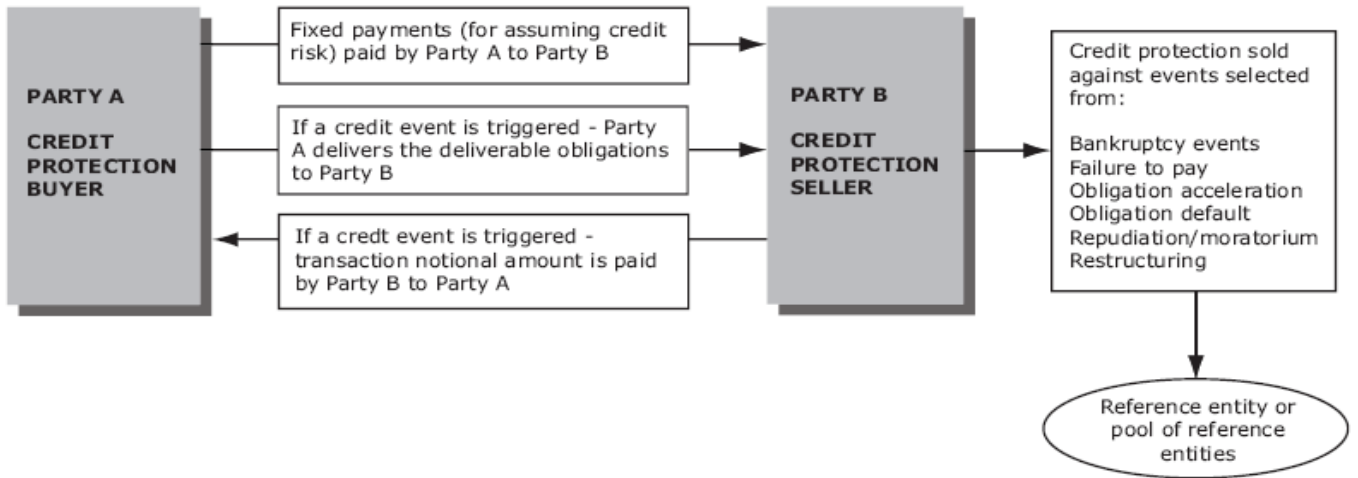 PARTY A
CREDIT
PROTECTION
BUYER
Fixed payments (for assuming credit
risk) paid by Party A to Party B
If a credit event is triggered - Party
A delivers the deliverable obligations
to Party B
If a credt event is triggered -
transaction notional amount is paid
by Party B to Party A
PARTY B
CREDIT
PROTECTION
SELLER
Credit protection sold
against events selected
from:
Bankruptcy events
Failure to pay
Obligation acceleration
Obligation default
Repudiation/moratorium
Restructuring
Reference entity or
pool of reference
entities